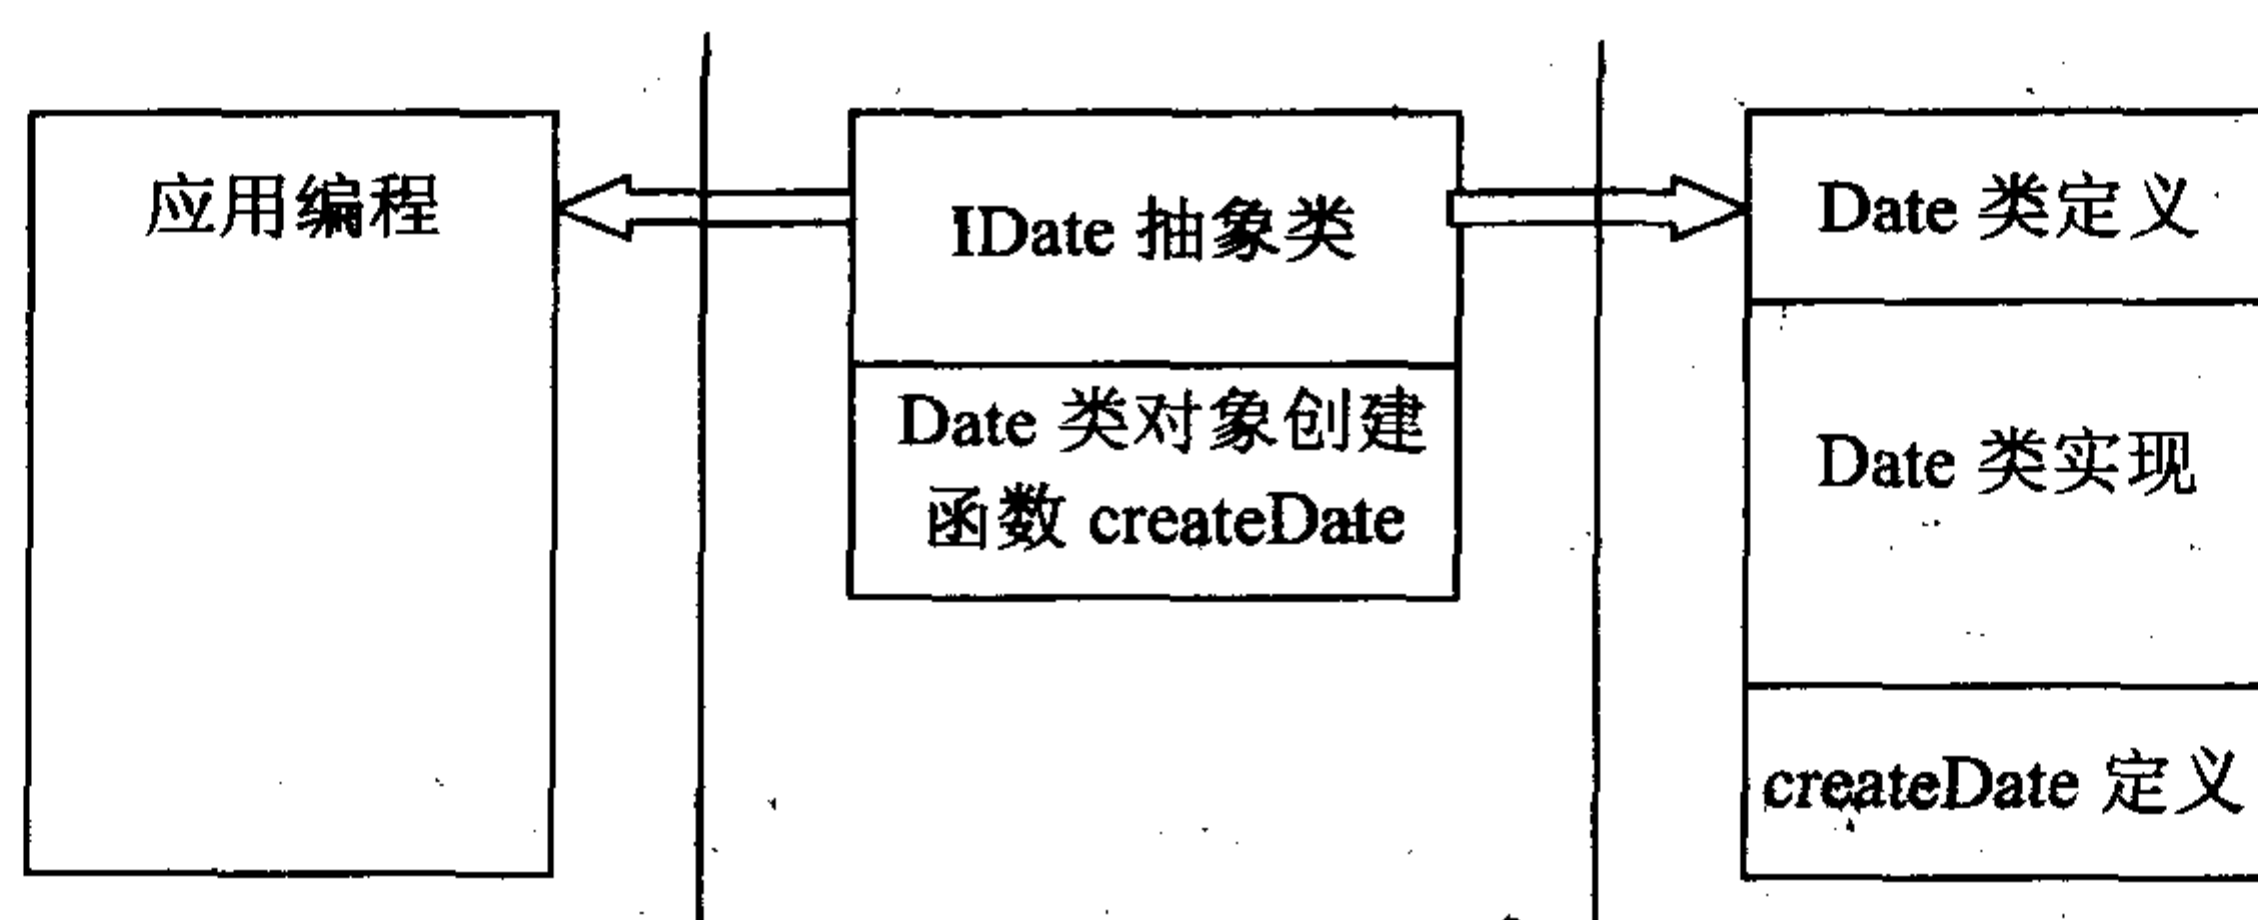 应用编程
IDate 抽象类
Date 类对象创建
函数 createDate
Date 类定义
Date 类实现
createDate 定义